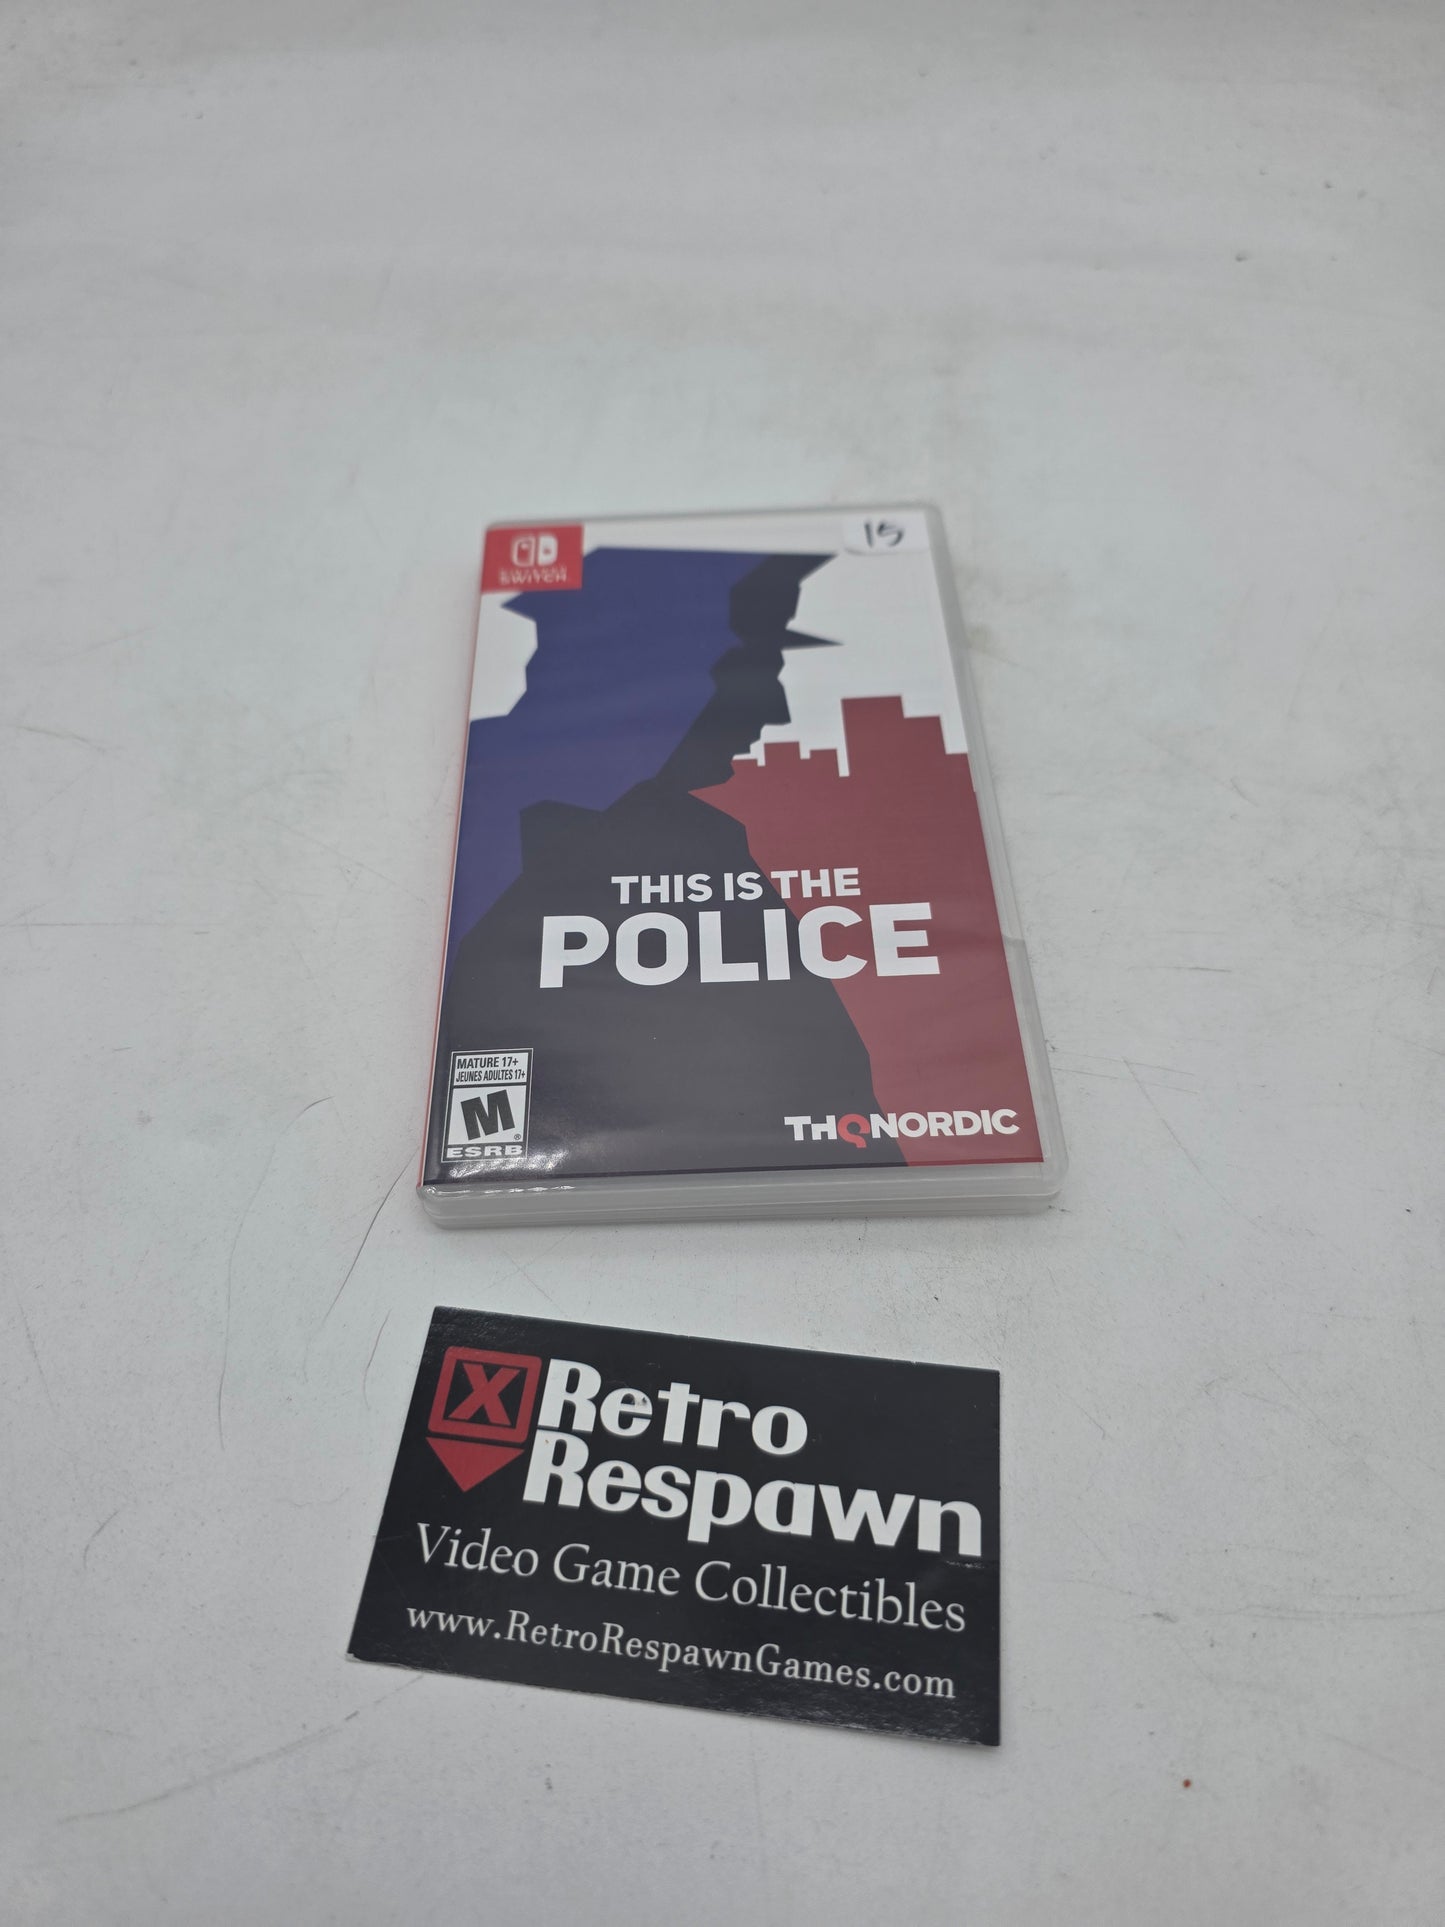 15
NINTENDO
SWITCH
THIS IS THE
POLICE
MATURE 17+
JEUNES ADULTES 17+
M
ESRB
THQNORDIC
X Retro
Respawn
Video Game Collectibles
www.RetroRespawnGames.com